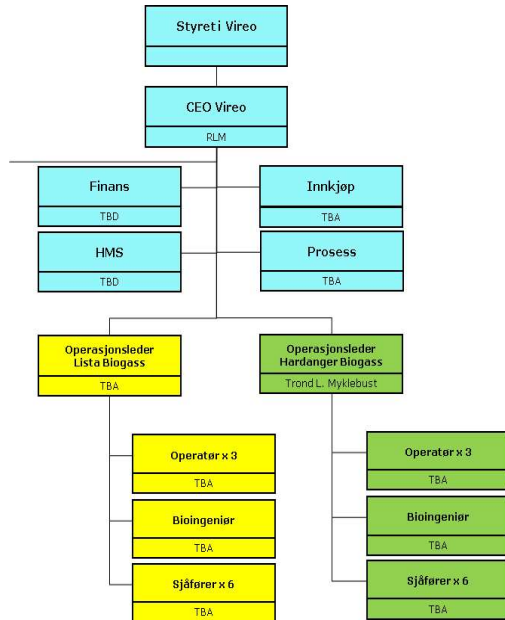 Styret i Vireo
CEO Vireo
RLM
Finans
TBD
Innkjøp
TBA
HMS
TBD
Prosess
TBA
Operasjonsleder
Lista Biogass
TBA
Operasjonsleder
Hardanger Biogass
Trond L. Myklebust
Operatør x 3
TBA
Bioingeniør
TBA
Sjåfører x 6
TBA
Operatør x 3
TBA
Bioingeniør
TBA
Sjåfører x 6
TBA